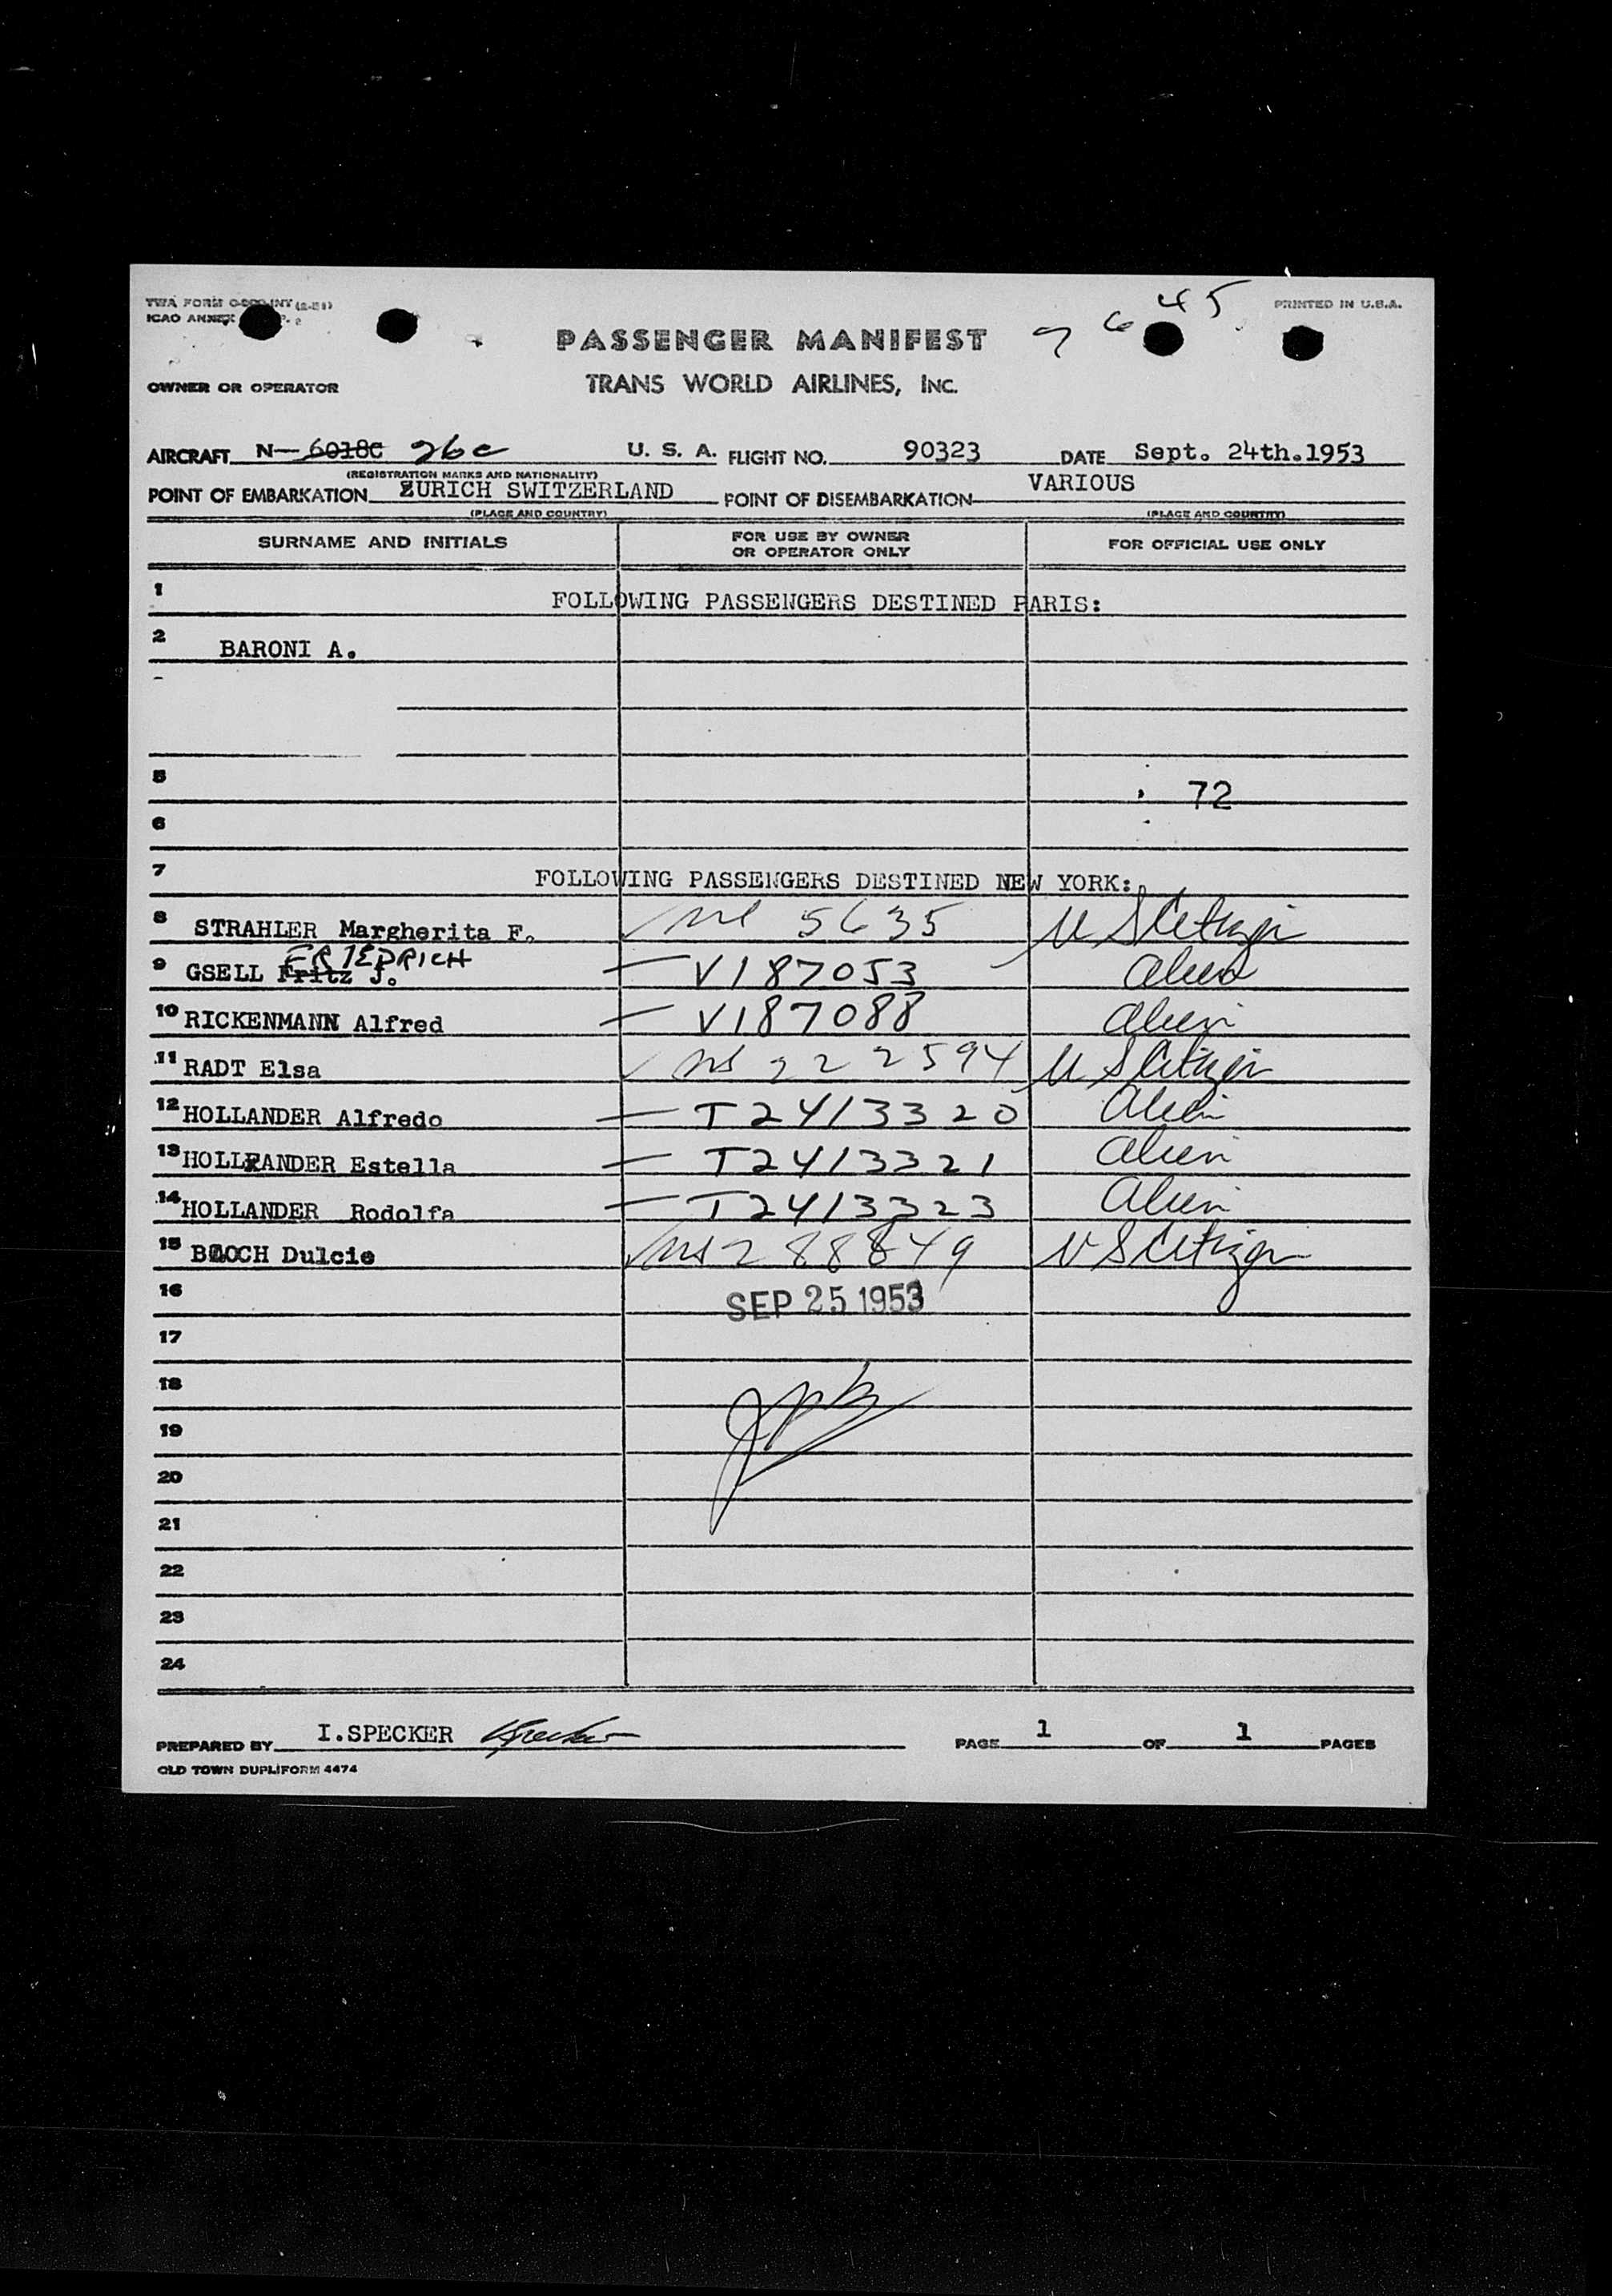 TWA FORM (2-51)
ICAO ANNEX
PRINTED IN U.S.A.
45
PASSENGER MANIFEST
96
OWNER OR OPERATOR
TRANS WORLD AIRLINES, INC.
AIRCRAFT N-6018C 26c U. S. A. FLIGHT NO. 90323 DATE Sept. 24th.1953
(REGISTRATION MARKS AND NATIONALITY)
POINT OF EMBARKATION ZURICH SWITZERLAND POINT OF DISEMBARKATION VARIOUS
(PLACE AND COUNTRY) (PLACE AND COUNTRY)
SURNAME AND INITIALS FOR USE BY OWNER OR OPERATOR ONLY FOR OFFICIAL USE ONLY
1 FOLLOWING PASSENGERS DESTINED PARIS:
2 BARONI A.
5 72
6
7 FOLLOWING PASSENGERS DESTINED NEW YORK:
8 STRAHLER Margherita F. 5635 U S Citizen
FRIEDRICH
9 GSELL Fritz J. V187053 Alien
10 RICKENMANN Alfred V187088 Alien
11 RADT Elsa 222594 U S Citizen
12 HOLLANDER Alfredo T2413320 Alien
13 HOLLANDER Estella T2413321 Alien
14 HOLLANDER Rodolfa T2413323 Alien
15 BLOCH Dulcie 288849 U S Citizen
16 SEP 25 1953
17
18
19
20
21
22
23
24
PREPARED BY I.SPECKER ISpecker PAGE 1 OF 1 PAGES
OLD TOWN DUPLIFORM 4474